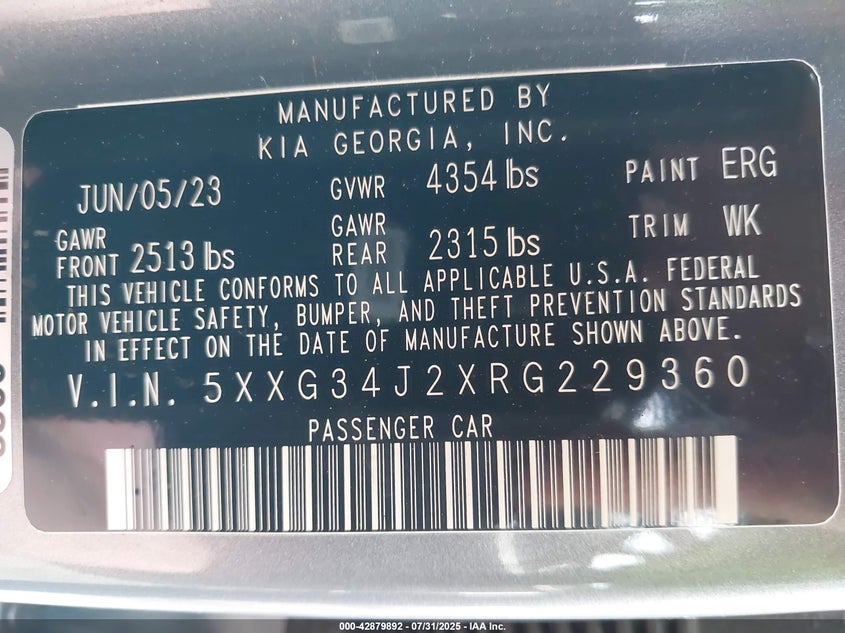 MANUFACTURED BY
KIA GEORGIA, INC.
JUN/05/23 GVWR 4354 lbs PAINT ERG
GAWR FRONT 2513 lbs GAWR REAR 2315 lbs TRIM WK
THIS VEHICLE CONFORMS TO ALL APPLICABLE U.S.A. FEDERAL
MOTOR VEHICLE SAFETY, BUMPER, AND THEFT PREVENTION STANDARDS
IN EFFECT ON THE DATE OF MANUFACTURE SHOWN ABOVE.
V.I.N. 5XXG34J2XRG229360
PASSENGER CAR
000-42879892 - 07/31/2025 - IAA Inc.